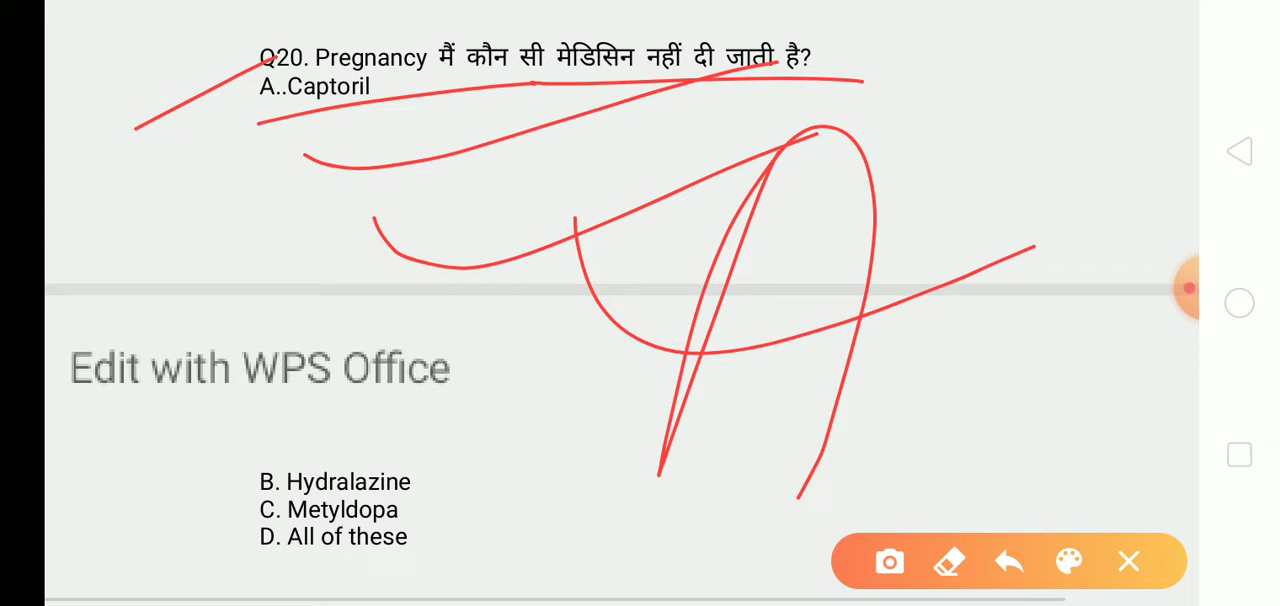 Q20. Pregnancy मैं कौन सी मेडिसिन नहीं दी जाती है?
A..Captoril
Edit with WPS Office
B. Hydralazine
C. Metyldopa
D. All of these